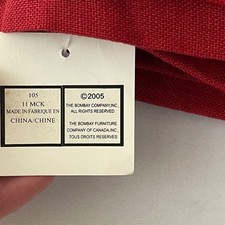 105
11 MCK
MADE IN/FABRIQUE EN
CHINA/CHINE
©2005
THE BOMBAY COMPANY,INC.
ALL RIGHTS RESERVED.
THE BOMBAY FURNITURE
COMPANY OF CANADA,INC.
TOUS DROITS RESERVES